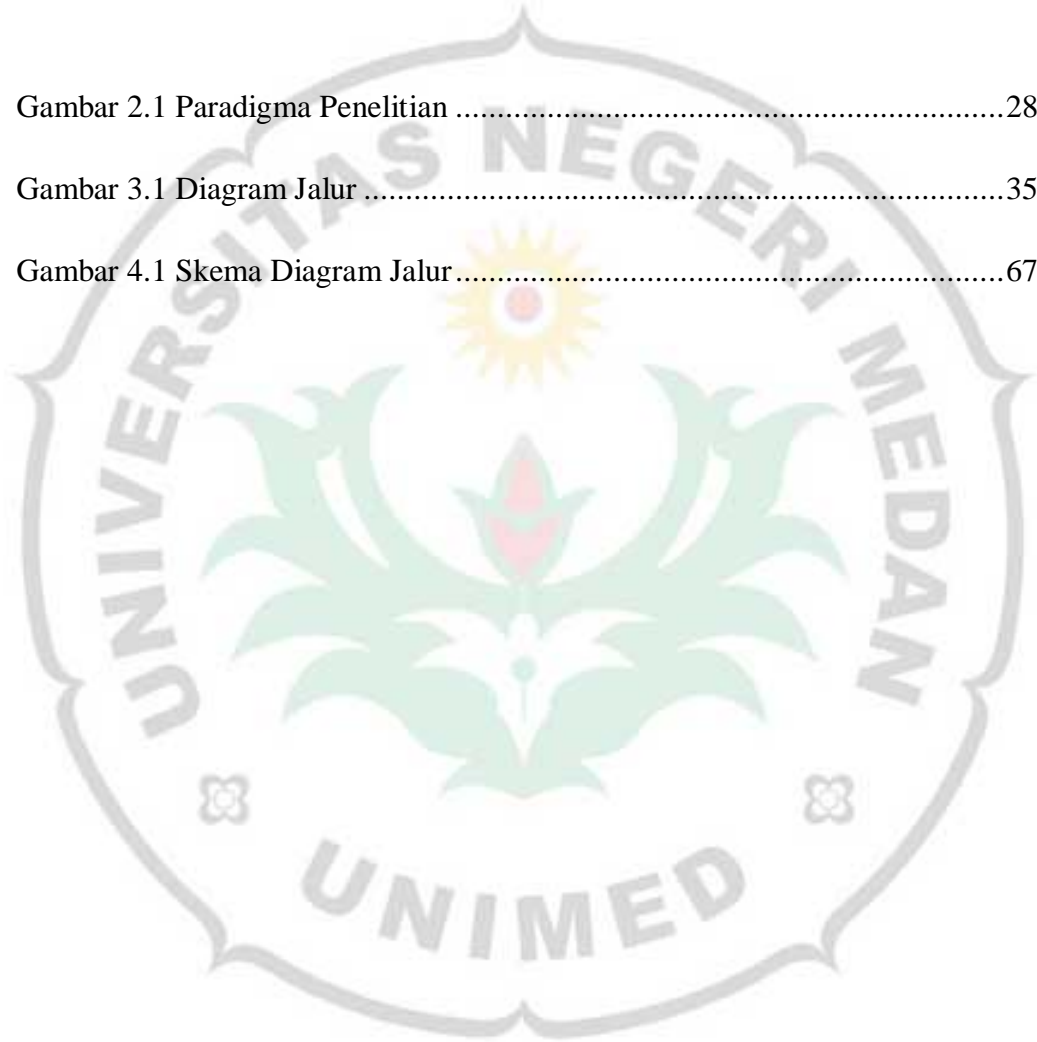 Gambar 2.1 Paradigma Penelitian ..................................................................28
Gambar 3.1 Diagram Jalur .............................................................................35
Gambar 4.1 Skema Diagram Jalur..................................................................67
UNIVERSITAS NEGERI MEDAN
UNIMED